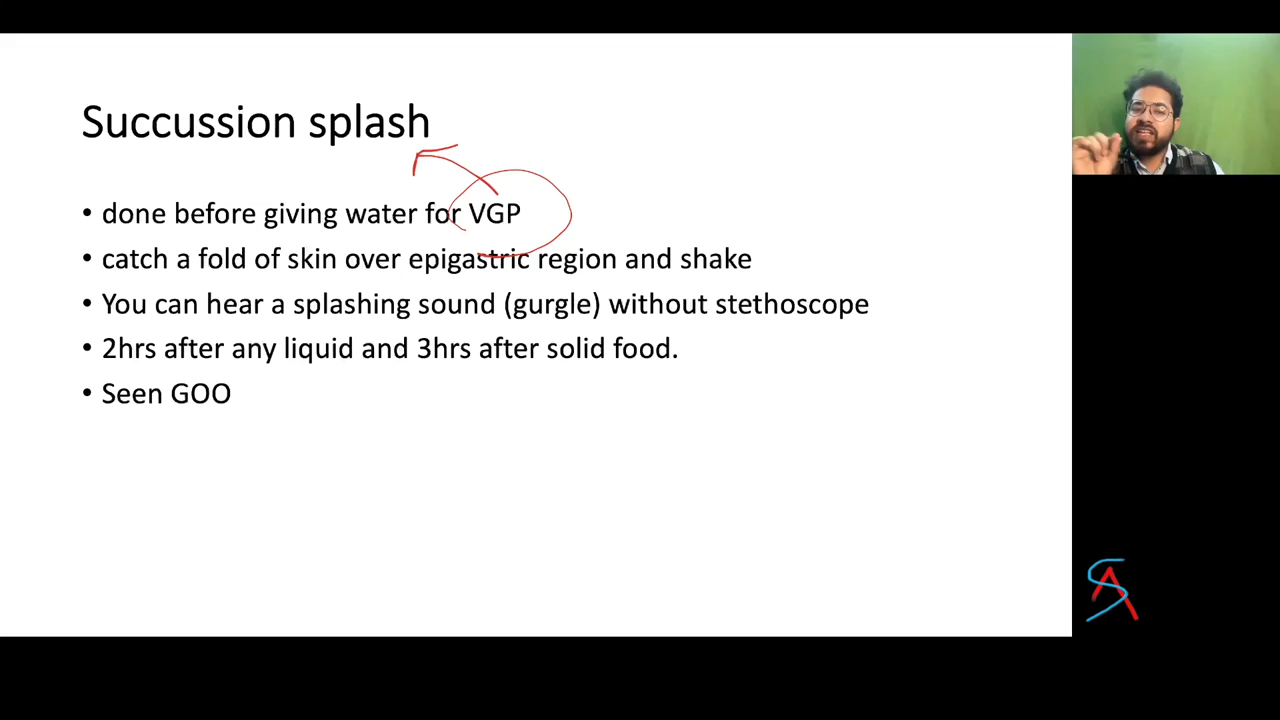 Succussion splash
• done before giving water for VGP
• catch a fold of skin over epigastric region and shake
• You can hear a splashing sound (gurgle) without stethoscope
• 2hrs after any liquid and 3hrs after solid food.
• Seen GOO
SA